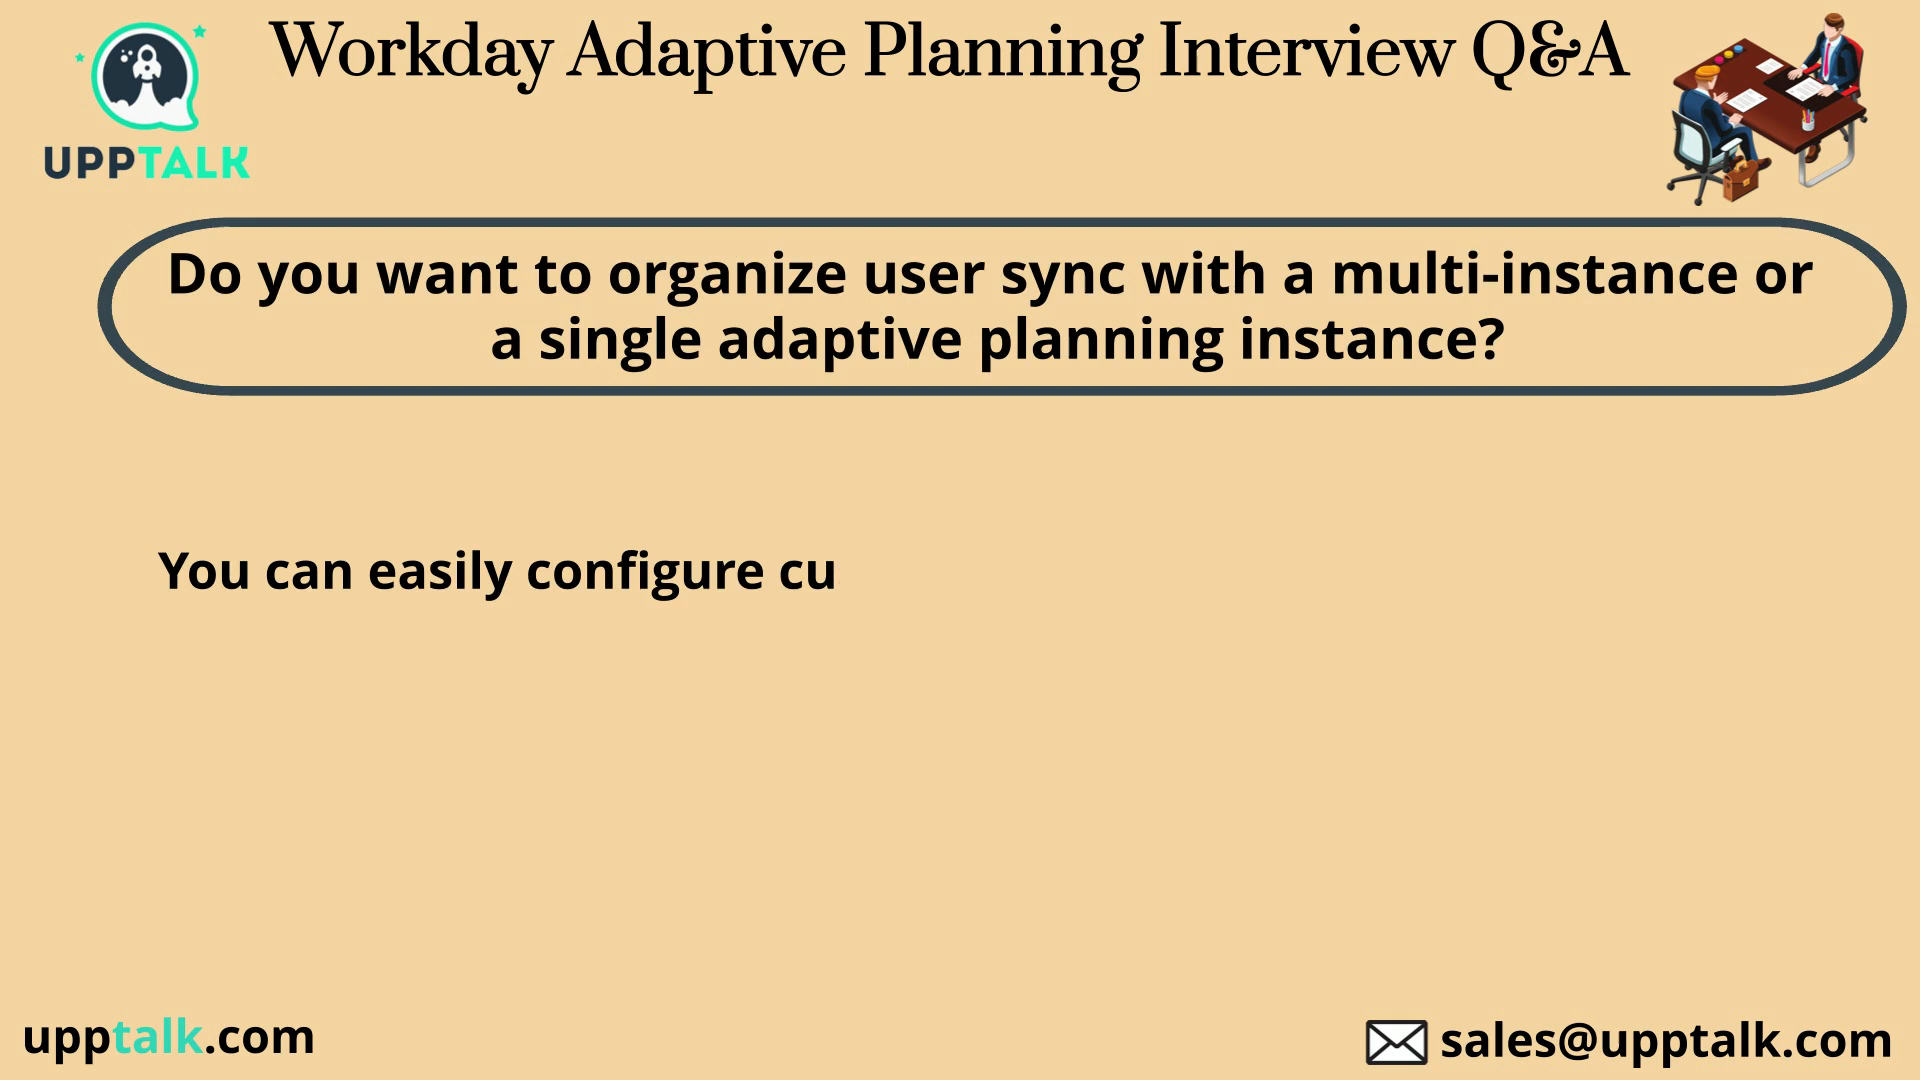 Workday Adaptive Planning Interview Q&A
UPPTALK
Do you want to organize user sync with a multi-instance or
a single adaptive planning instance?
You can easily configure cu
upptalk.com
sales@upptalk.com